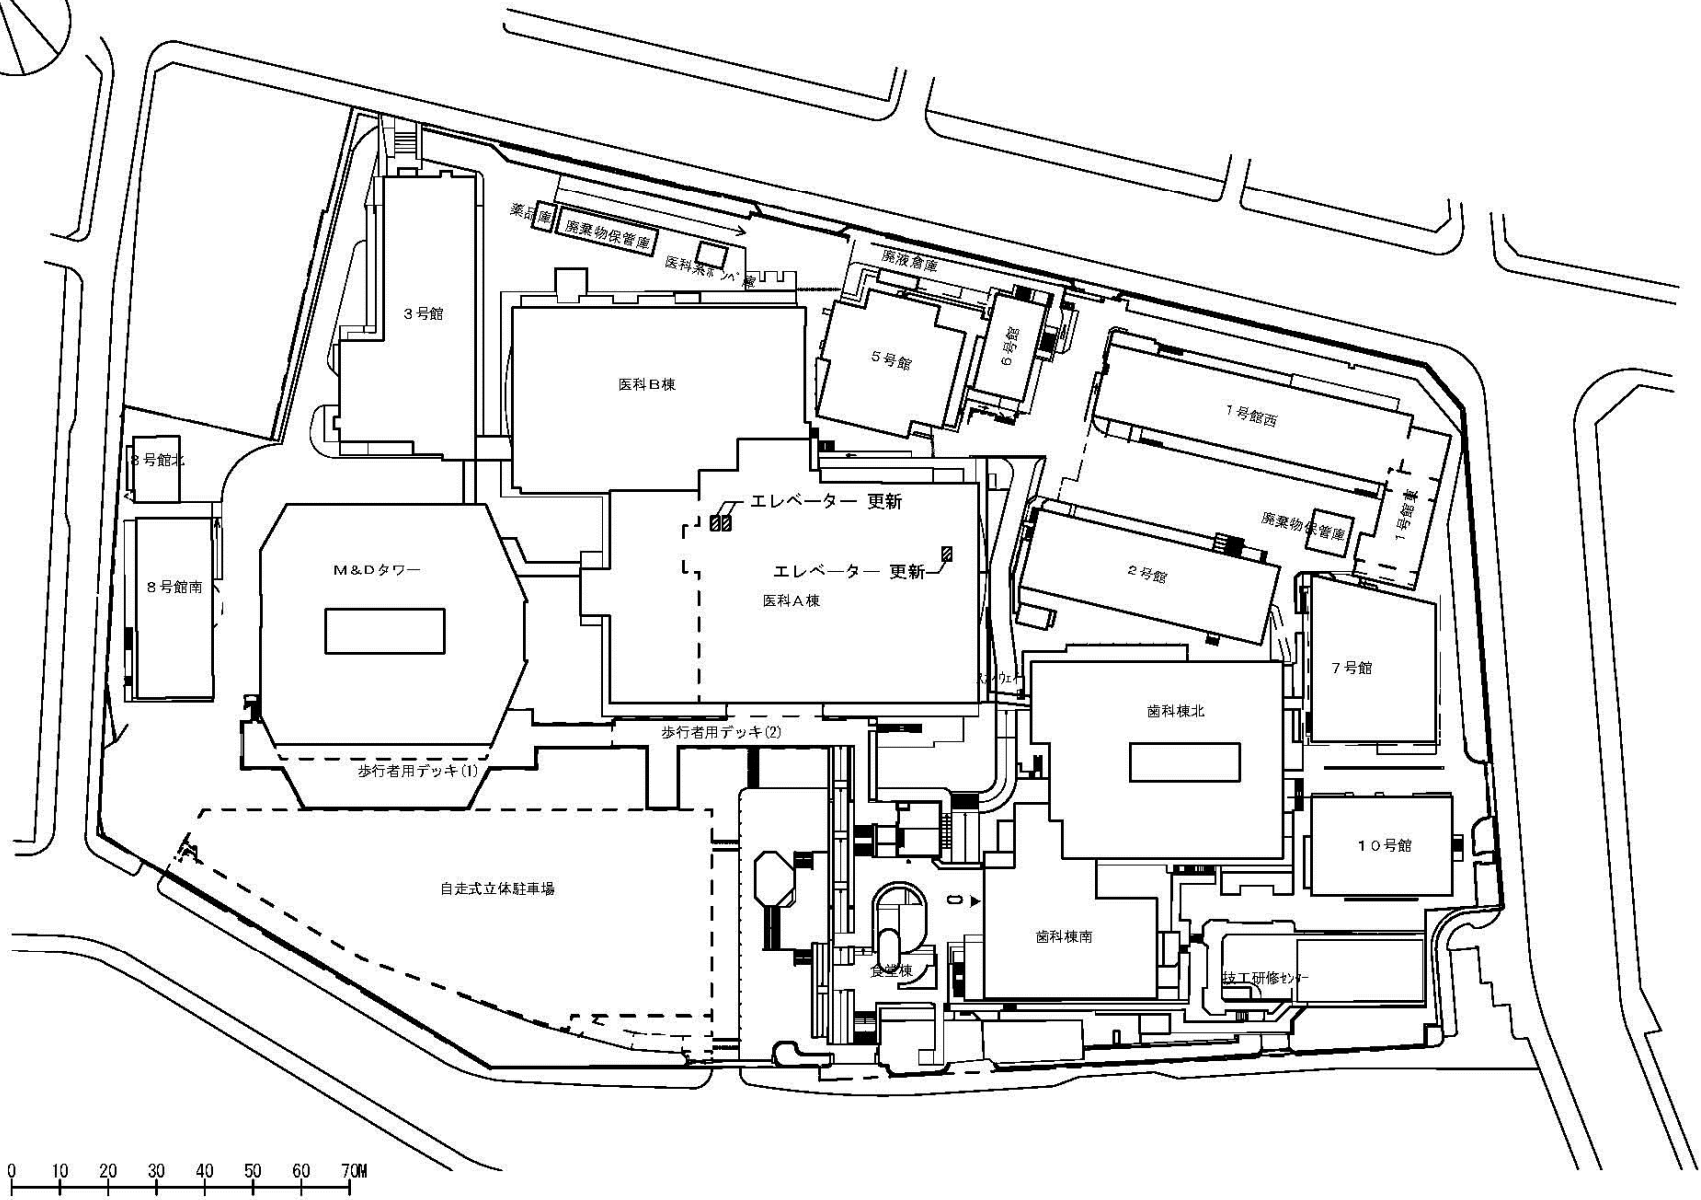 薬品庫
廃棄物保管庫
医科系ボンベ庫
廃液倉庫
3号館
5号館
6号館
医科B棟
1号館西
8号館北
エレベーター 更新
1号館東
廃棄物保管庫
M&Dタワー
エレベーター 更新
2号館
8号館南
医科A棟
7号館
歯科棟北
歩行者用デッキ(2)
歩行者用デッキ(1)
10号館
自走式立体駐車場
歯科棟南
食堂棟
技工研修センター
0 10 20 30 40 50 60 70M